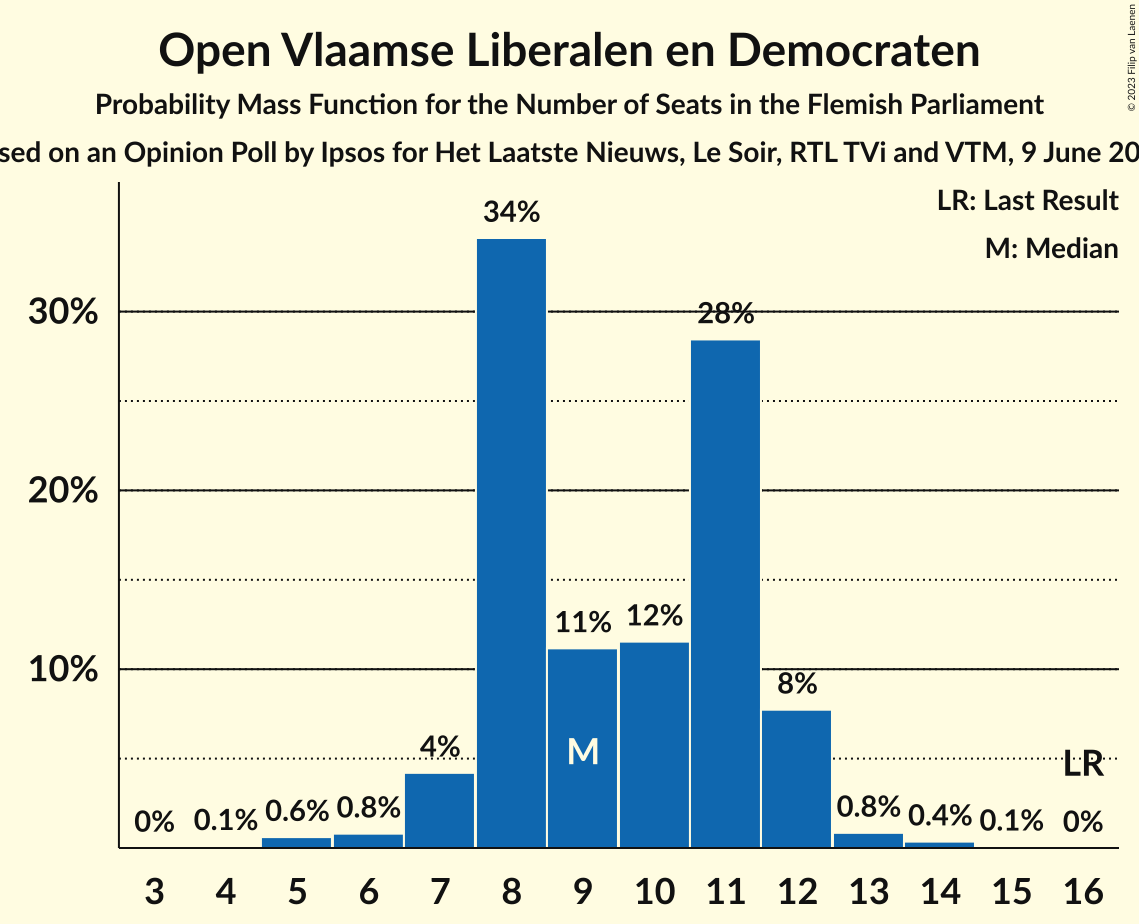 © 2023 Filip van Laenen
Open Vlaamse Liberalen en Democraten
Probability Mass Function for the Number of Seats in the Flemish Parliament
sed on an Opinion Poll by Ipsos for Het Laatste Nieuws, Le Soir, RTL TVi and VTM, 9 June 20
LR: Last Result
M: Median
34%
30%
28%
20%
11%
12%
10%
8%
4%
M
LR
0%
0.1%
0.6%
0.8%
0.8%
0.4%
0.1%
0%
3 4 5 6 7 8 9 10 11 12 13 14 15 16